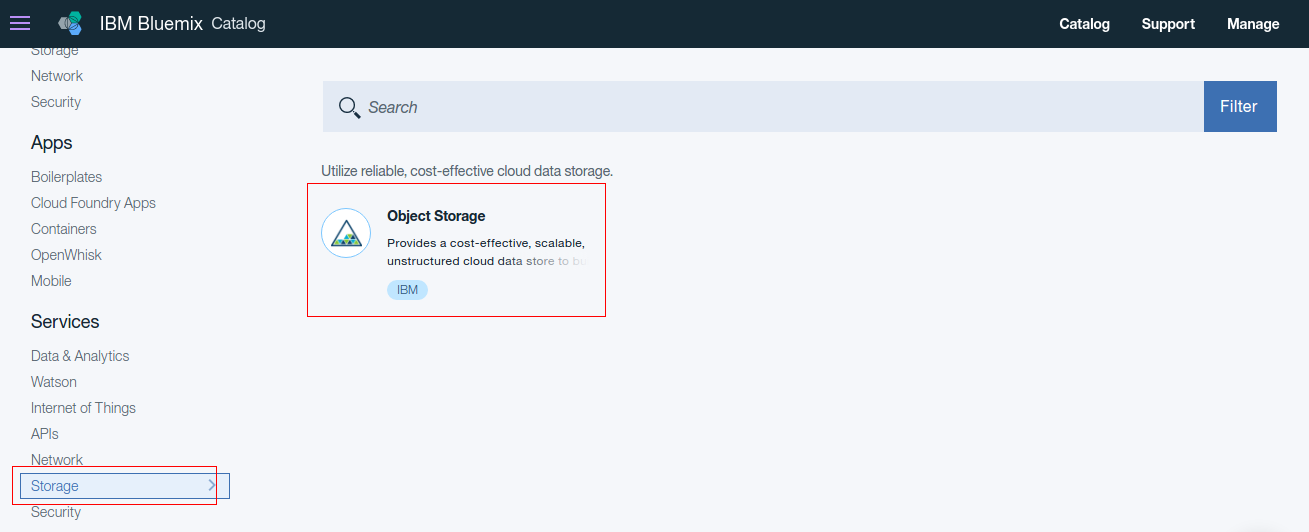 IBM Bluemix Catalog
Catalog Support Manage
Storage
Network
Security
Apps
Boilerplates
Cloud Foundry Apps
Containers
OpenWhisk
Mobile
Services
Data & Analytics
Watson
Internet of Things
APIs
Network
Storage
Security
Search
Filter
Utilize reliable, cost-effective cloud data storage.
Object Storage
Provides a cost-effective, scalable,
unstructured cloud data store to bu
IBM